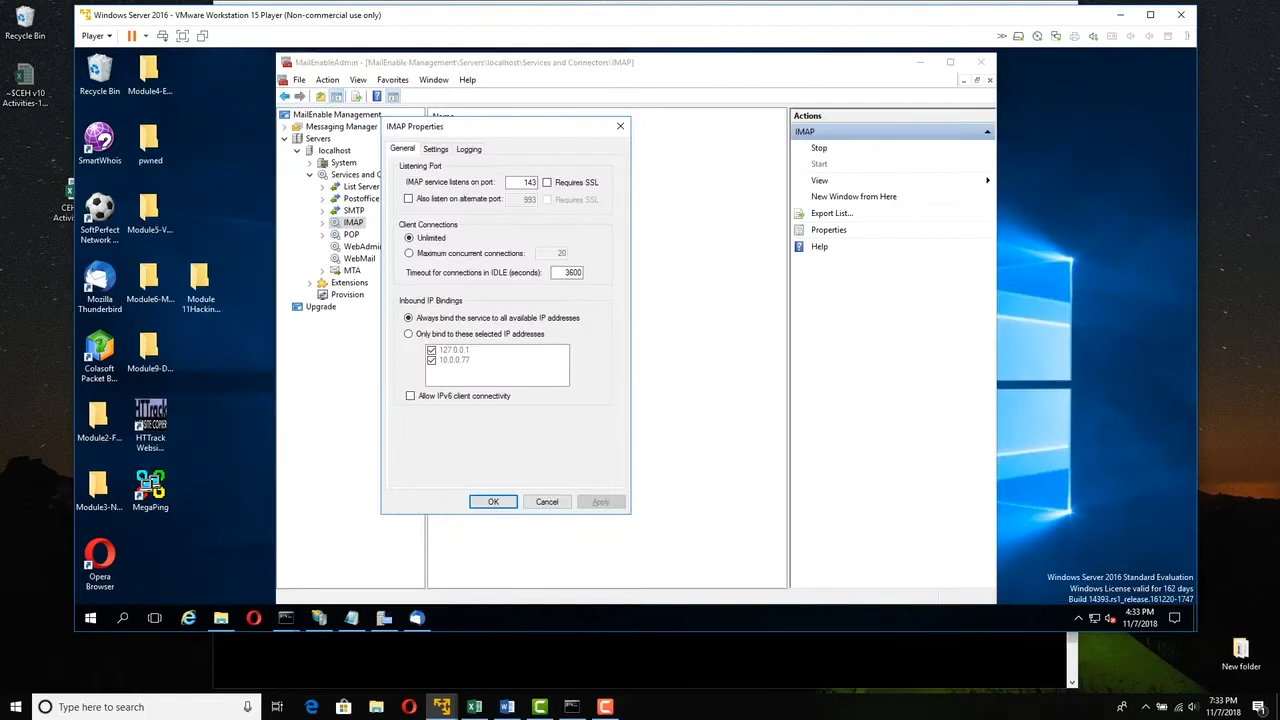 Recycle Bin
~SCEH v10
Activities-1...
Windows Server 2016 - VMware Workstation 15 Player (Non-commercial use only)
Player
Recycle Bin
Module4-E...
SmartWhois
pwned
SoftPerfect
Network ...
Module5-V...
Mozilla
Thunderbird
Module6-M...
Module
11Hackin...
Colasoft
Packet B...
Module9-D...
Module2-F...
HTTrack
Websi...
Module3-N...
MegaPing
Opera
Browser
MailEnableAdmin - [MailEnable Management\Servers\localhost\Services and Connectors\IMAP]
File Action View Favorites Window Help
MailEnable Management
Messaging Manager
Servers
localhost
System
Services and C
List Server
Postoffice
SMTP
IMAP
POP
WebAdmin
WebMail
MTA
Extensions
Provision
Upgrade
IMAP Properties
General Settings Logging
Listening Port
IMAP service listens on port: 143 Requires SSL
Also listen on alternate port: 993 Requires SSL
Client Connections
Unlimited
Maximum concurrent connections: 20
Timeout for connections in IDLE (seconds): 3600
Inbound IP Bindings
Always bind the service to all available IP addresses
Only bind to these selected IP addresses
127.0.0.1
10.0.0.77
Allow IPv6 client connectivity
OK Cancel Apply
Actions
IMAP
Stop
Start
View
New Window from Here
Export List...
Properties
Help
Windows Server 2016 Standard Evaluation
Windows License valid for 162 days
Build 14393.rs1_release.161220-1747
4:33 PM
11/7/2018
New folder
Type here to search
7:33 PM
11/7/2018